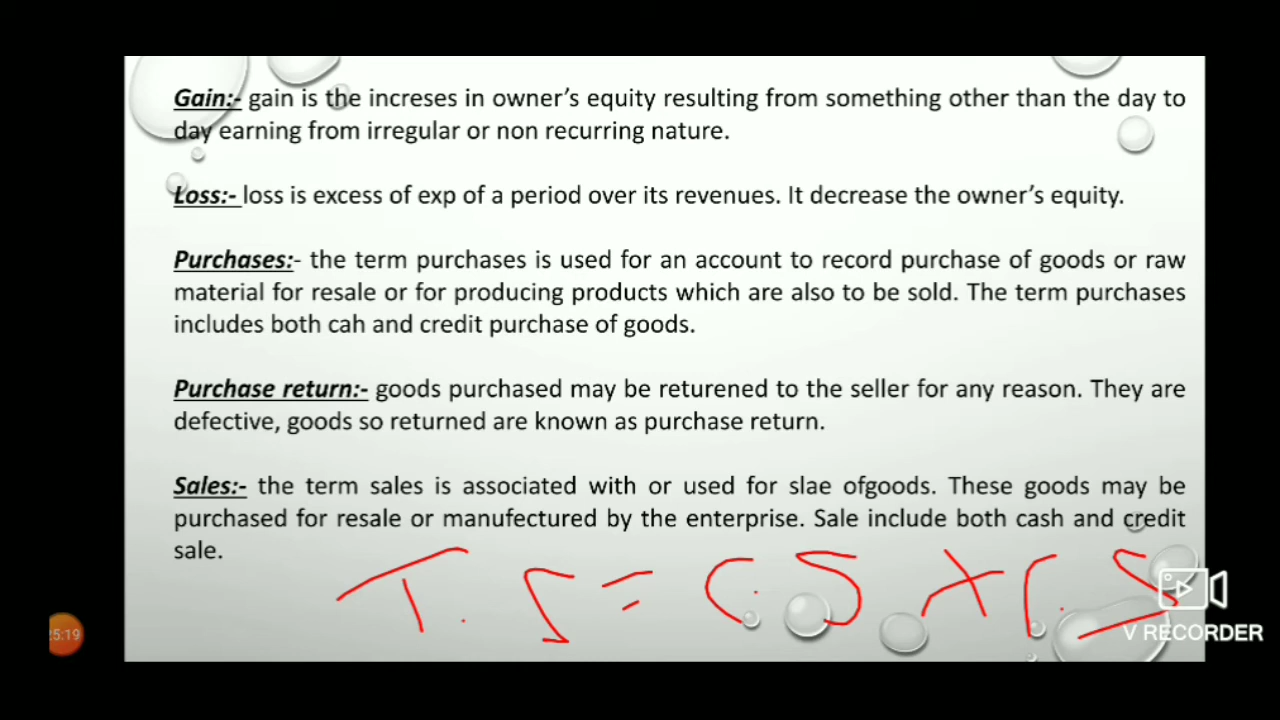 Gain:- gain is the increses in owner's equity resulting from something other than the day to
day earning from irregular or non recurring nature.
Loss:- loss is excess of exp of a period over its revenues. It decrease the owner's equity.
Purchases:- the term purchases is used for an account to record purchase of goods or raw
material for resale or for producing products which are also to be sold. The term purchases
includes both cah and credit purchase of goods.
Purchase return:- goods purchased may be returened to the seller for any reason. They are
defective, goods so returned are known as purchase return.
Sales:- the term sales is associated with or used for slae ofgoods. These goods may be
purchased for resale or manufectured by the enterprise. Sale include both cash and credit
sale.
T. S = C.S + C.S
25:19
V RECORDER